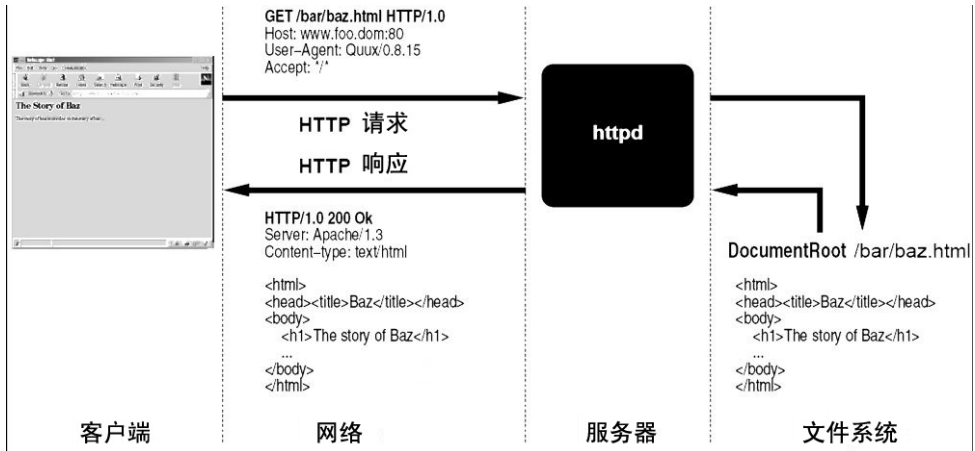 GET /bar/baz.html HTTP/1.0
Host: www.foo.dom:80
User–Agent: Quux/0.8.15
Accept: */*
The Story of Baz
HTTP 请求
HTTP 响应
httpd
HTTP/1.0 200 Ok
Server: Apache/1.3
Content–type: text/html
<html>
<head><title>Baz</title></head>
<body>
<h1>The story of Baz</h1>
...
</body>
</html>
DocumentRoot /bar/baz.html
<html>
<head><title>Baz</title></head>
<body>
<h1>The story of Baz</h1>
...
</body>
</html>
客户端
网络
服务器
文件系统